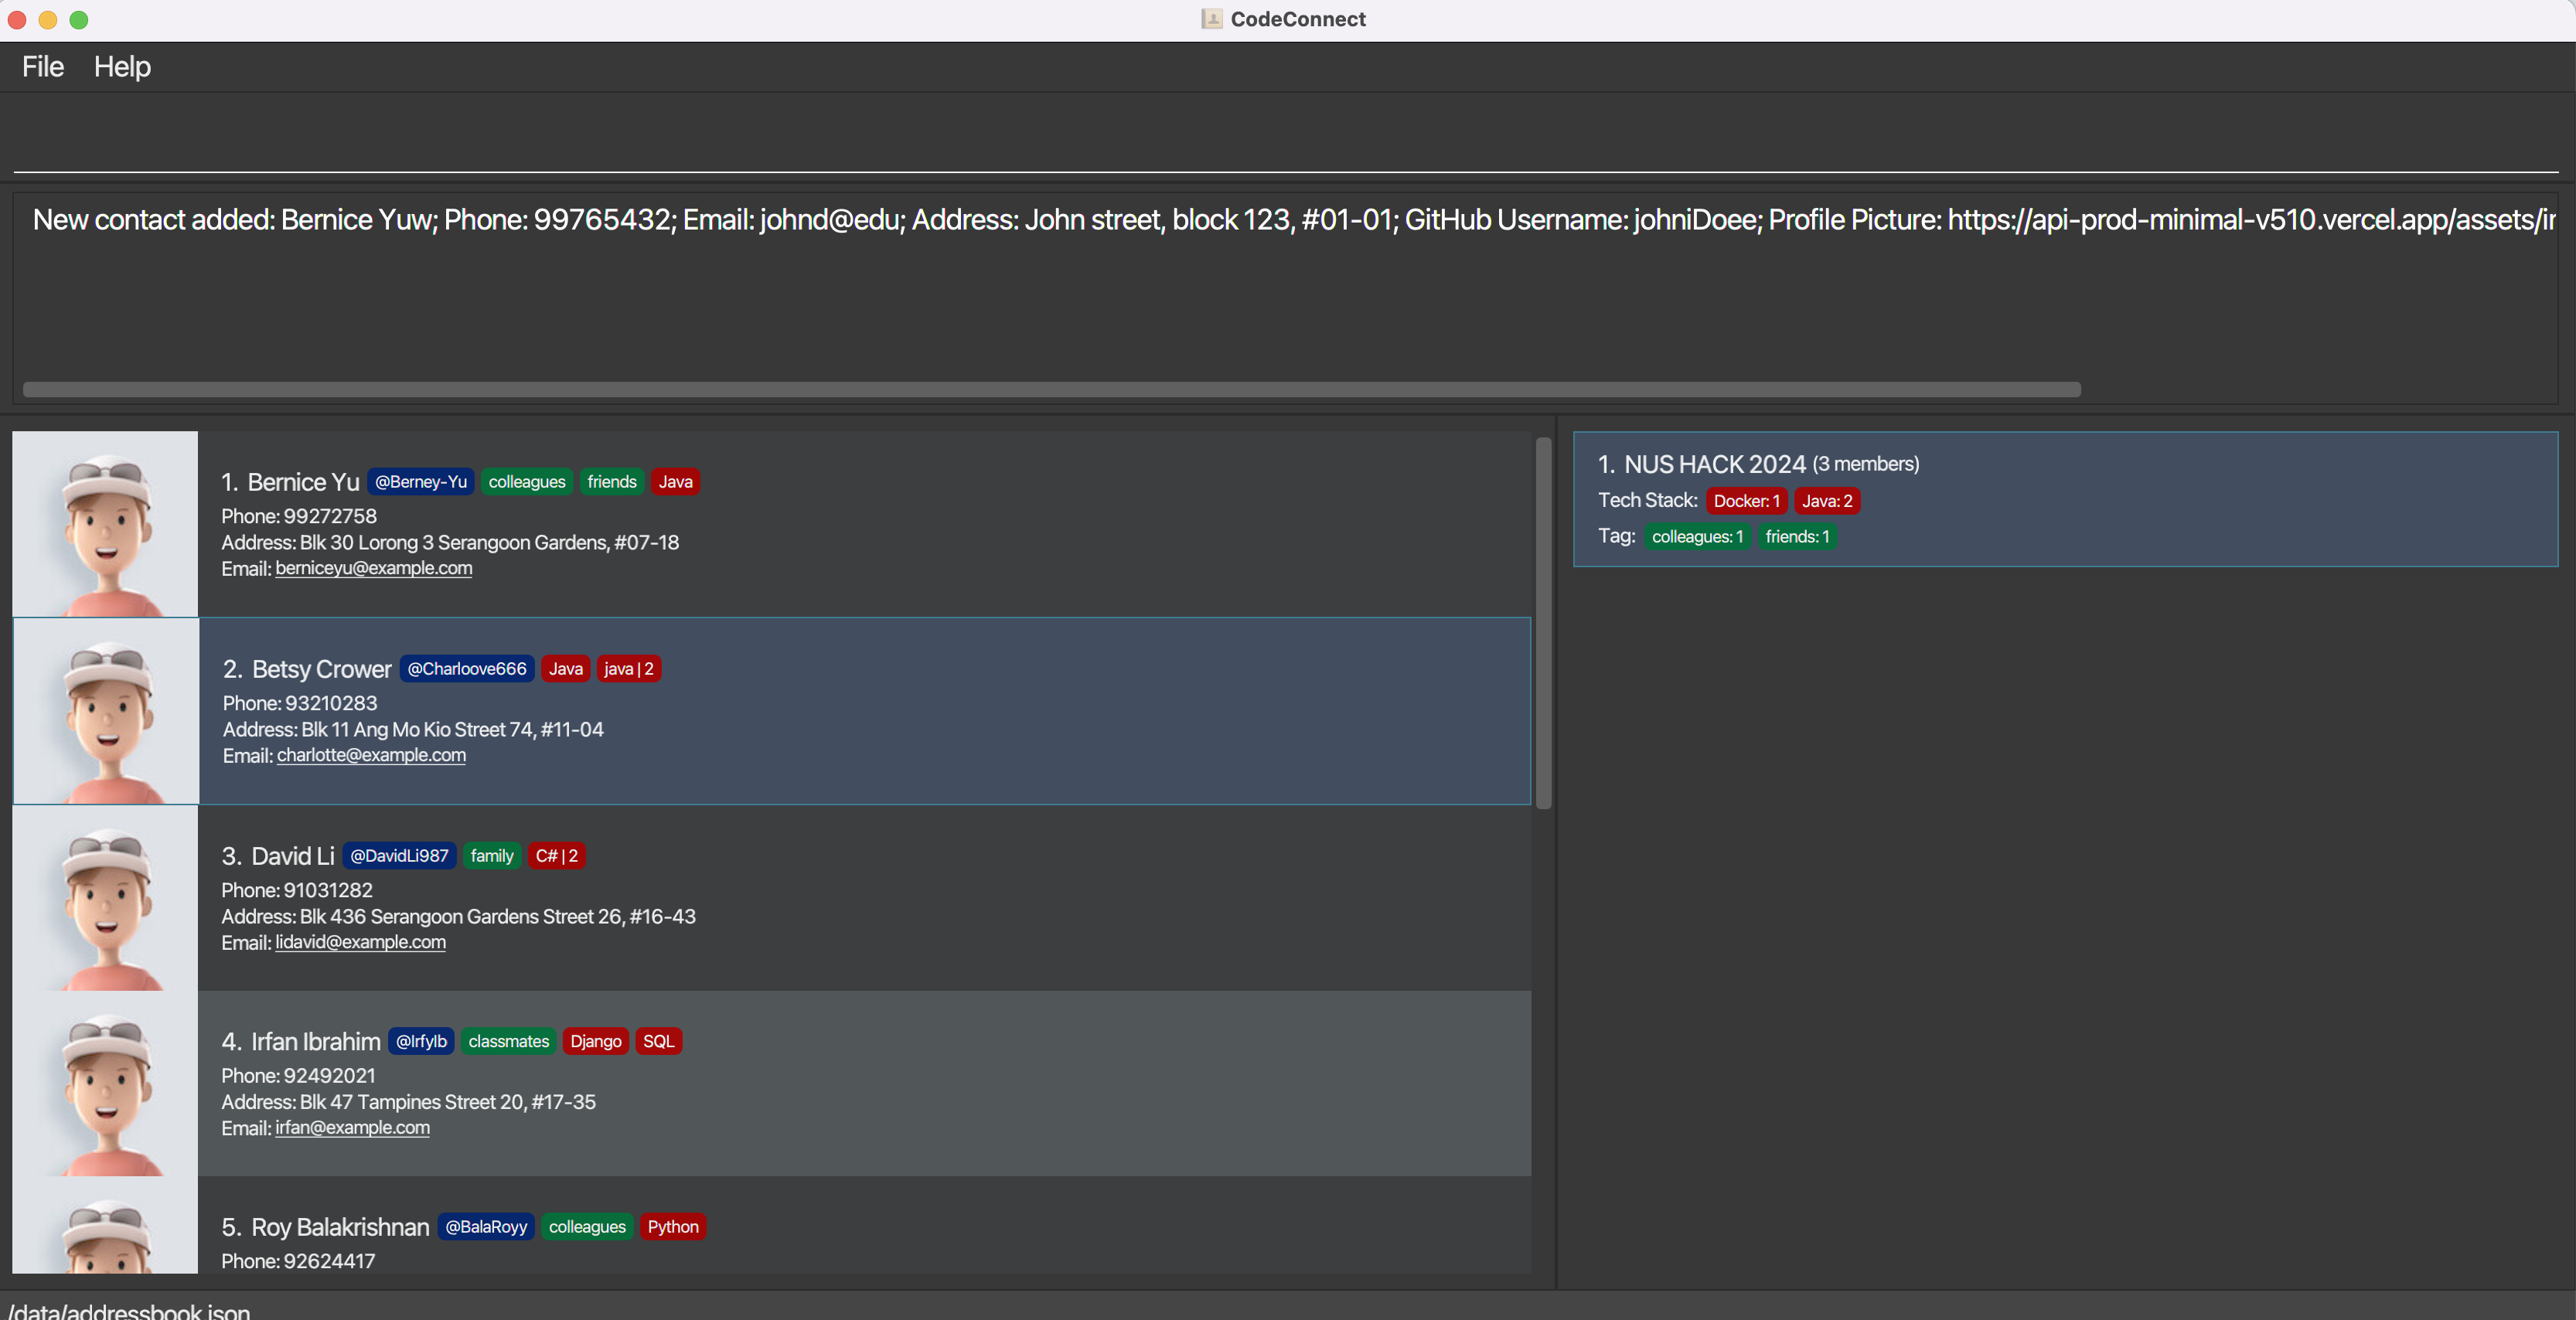 CodeConnect
File Help
New contact added: Bernice Yuw; Phone: 99765432; Email: johnd@edu; Address: John street, block 123, #01-01; GitHub Username: johniDoee; Profile Picture: https://api-prod-minimal-v510.vercel.app/assets/ir
1. Bernice Yu @Berney-Yu colleagues friends Java
Phone: 99272758
Address: Blk 30 Lorong 3 Serangoon Gardens, #07-18
Email: berniceyu@example.com
2. Betsy Crower @Charloove666 Java java | 2
Phone: 93210283
Address: Blk 11 Ang Mo Kio Street 74, #11-04
Email: charlotte@example.com
3. David Li @DavidLi987 family C# | 2
Phone: 91031282
Address: Blk 436 Serangoon Gardens Street 26, #16-43
Email: lidavid@example.com
4. Irfan Ibrahim @IrfyIb classmates Django SQL
Phone: 92492021
Address: Blk 47 Tampines Street 20, #17-35
Email: irfan@example.com
5. Roy Balakrishnan @BalaRoyy colleagues Python
Phone: 92624417
1. NUS HACK 2024 (3 members)
Tech Stack: Docker: 1 Java: 2
Tag: colleagues: 1 friends: 1
/data/addressbook.json